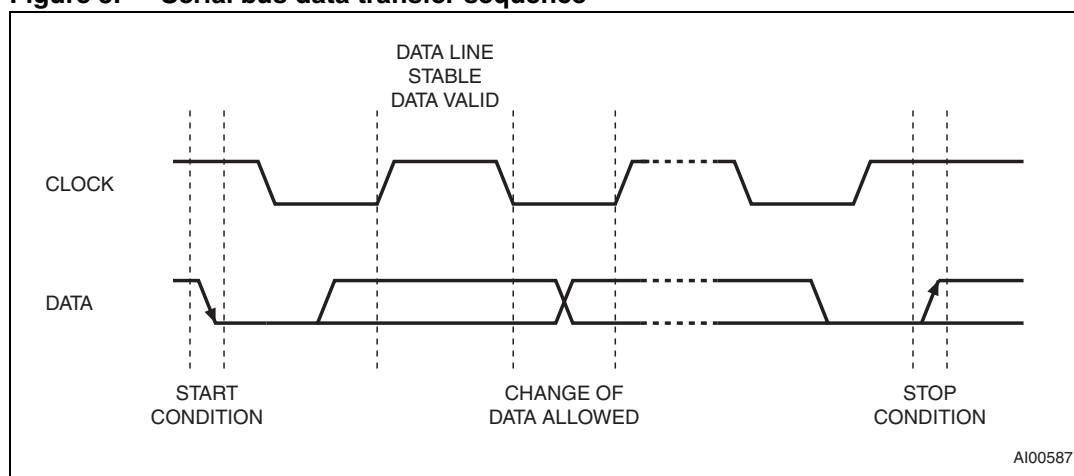 Figure 9. Serial bus data transfer sequence
DATA LINE
STABLE
DATA VALID
CLOCK
DATA
START
CONDITION
CHANGE OF
DATA ALLOWED
STOP
CONDITION
AI00587